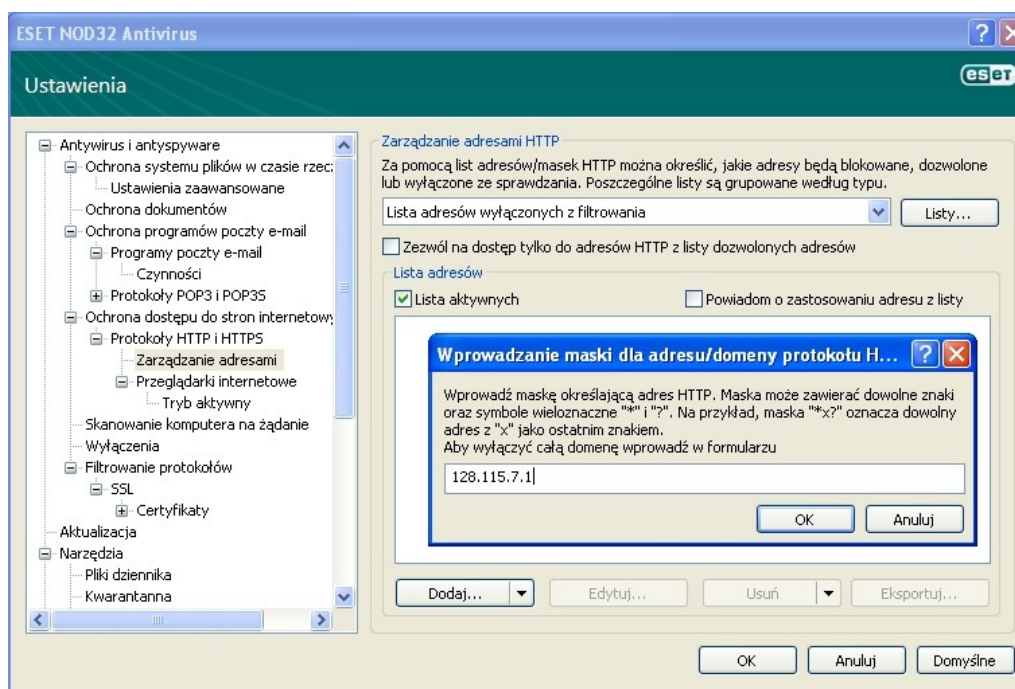 ESET NOD32 Antivirus
Ustawienia
eset
Antywirus i antyspyware
Ochrona systemu plików w czasie rzec:
Ustawienia zaawansowane
Ochrona dokumentów
Ochrona programów poczty e-mail
Programy poczty e-mail
Czynności
Protokoły POP3 i POP3S
Ochrona dostępu do stron internetowy
Protokoły HTTP i HTTPS
Zarządzanie adresami
Przeglądarki internetowe
Tryb aktywny
Skanowanie komputera na żądanie
Wyłączenia
Filtrowanie protokołów
SSL
Certyfikaty
Aktualizacja
Narzędzia
Pliki dziennika
Kwarantanna
Zarządzanie adresami HTTP
Za pomocą list adresów/masek HTTP można określić, jakie adresy będą blokowane, dozwolone
lub wyłączone ze sprawdzania. Poszczególne listy są grupowane według typu.
Lista adresów wyłączonych z filtrowania
Listy...
Zezwól na dostęp tylko do adresów HTTP z listy dozwolonych adresów
Lista adresów
Lista aktywnych
Powiadom o zastosowaniu adresu z listy
Wprowadzanie maski dla adresu/domeny protokołu H...
Wprowadź maskę określającą adres HTTP. Maska może zawierać dowolne znaki
oraz symbole wieloznaczne "*" i "?". Na przykład, maska "*x?" oznacza dowolny
adres z "x" jako ostatnim znakiem.
Aby wyłączyć całą domenę wprowadź w formularzu
128.115.7.1
OK
Anuluj
Dodaj...
Edytuj...
Usuń
Eksportuj...
OK
Anuluj
Domyślne